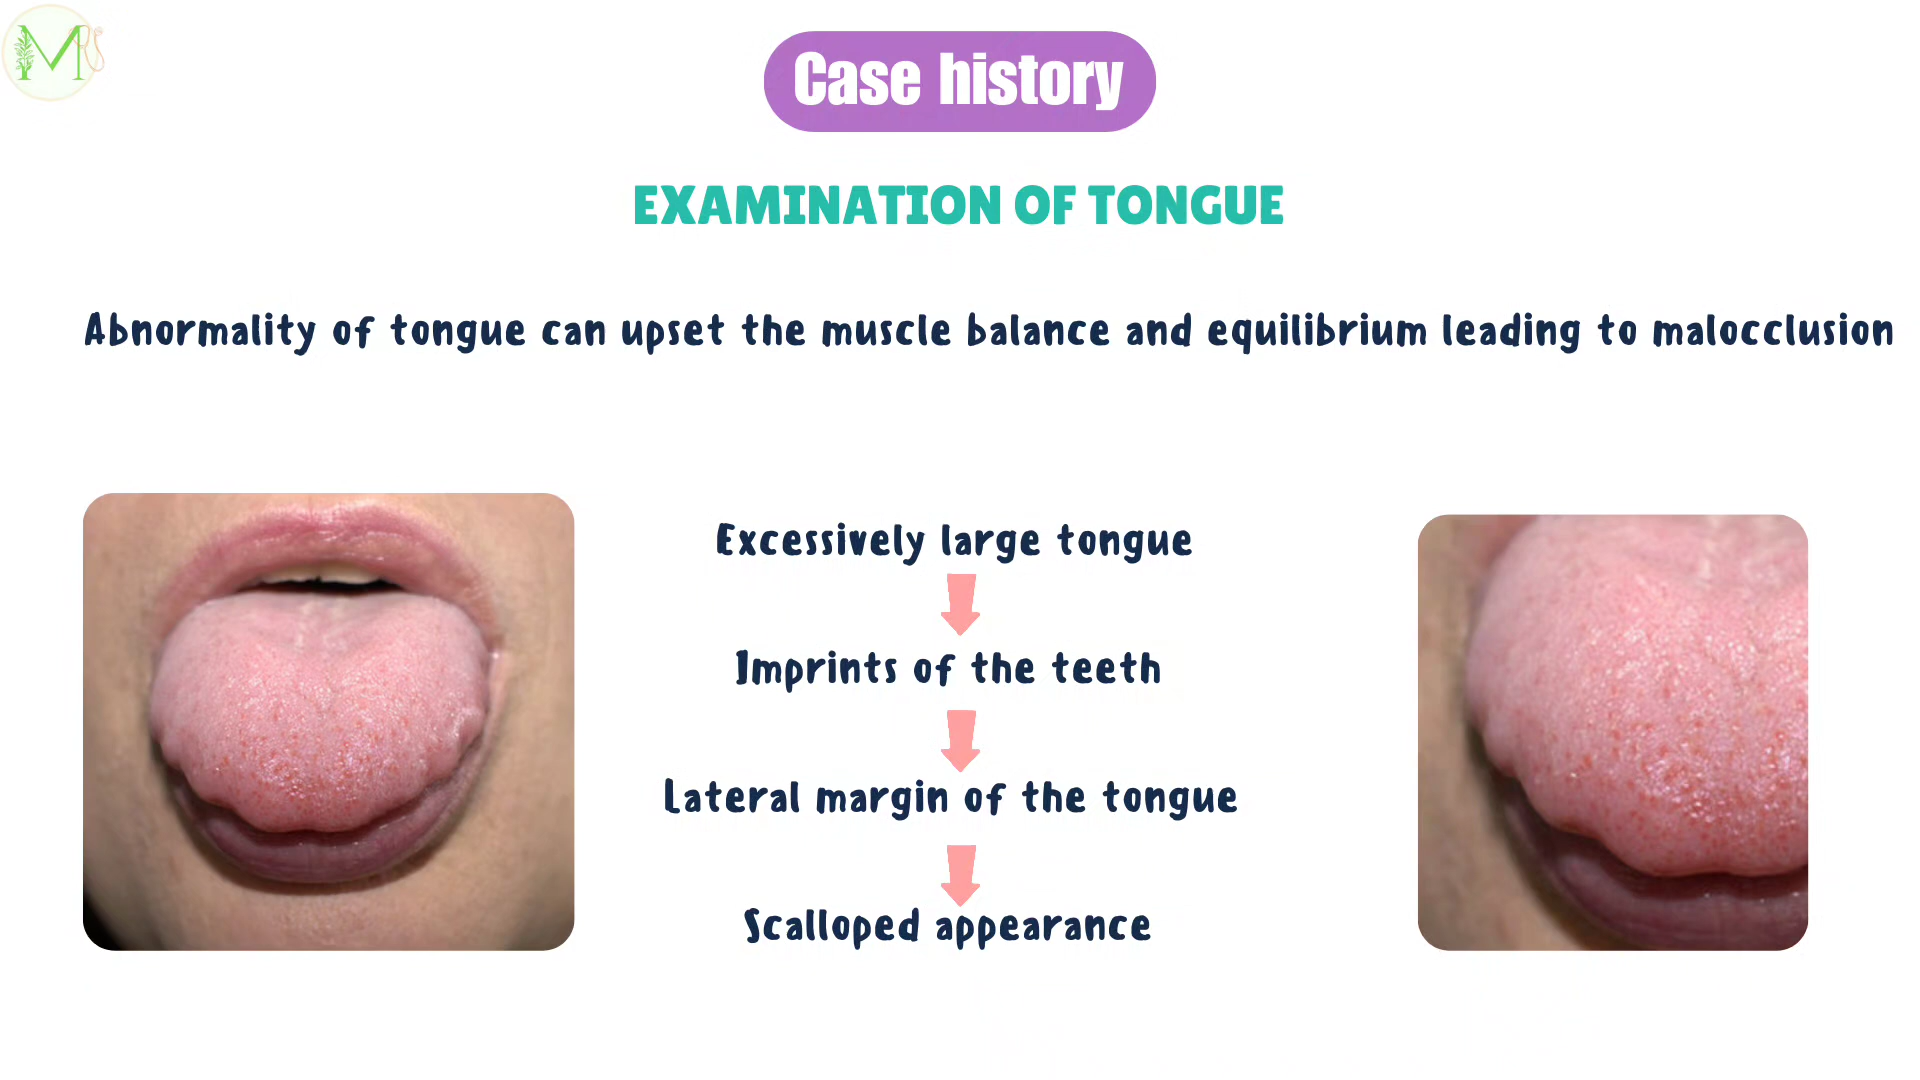 MRS
Case history
EXAMINATION OF TONGUE
Abnormality of tongue can upset the muscle balance and equilibrium leading to malocclusion
Excessively large tongue
Imprints of the teeth
Lateral margin of the tongue
Scalloped appearance